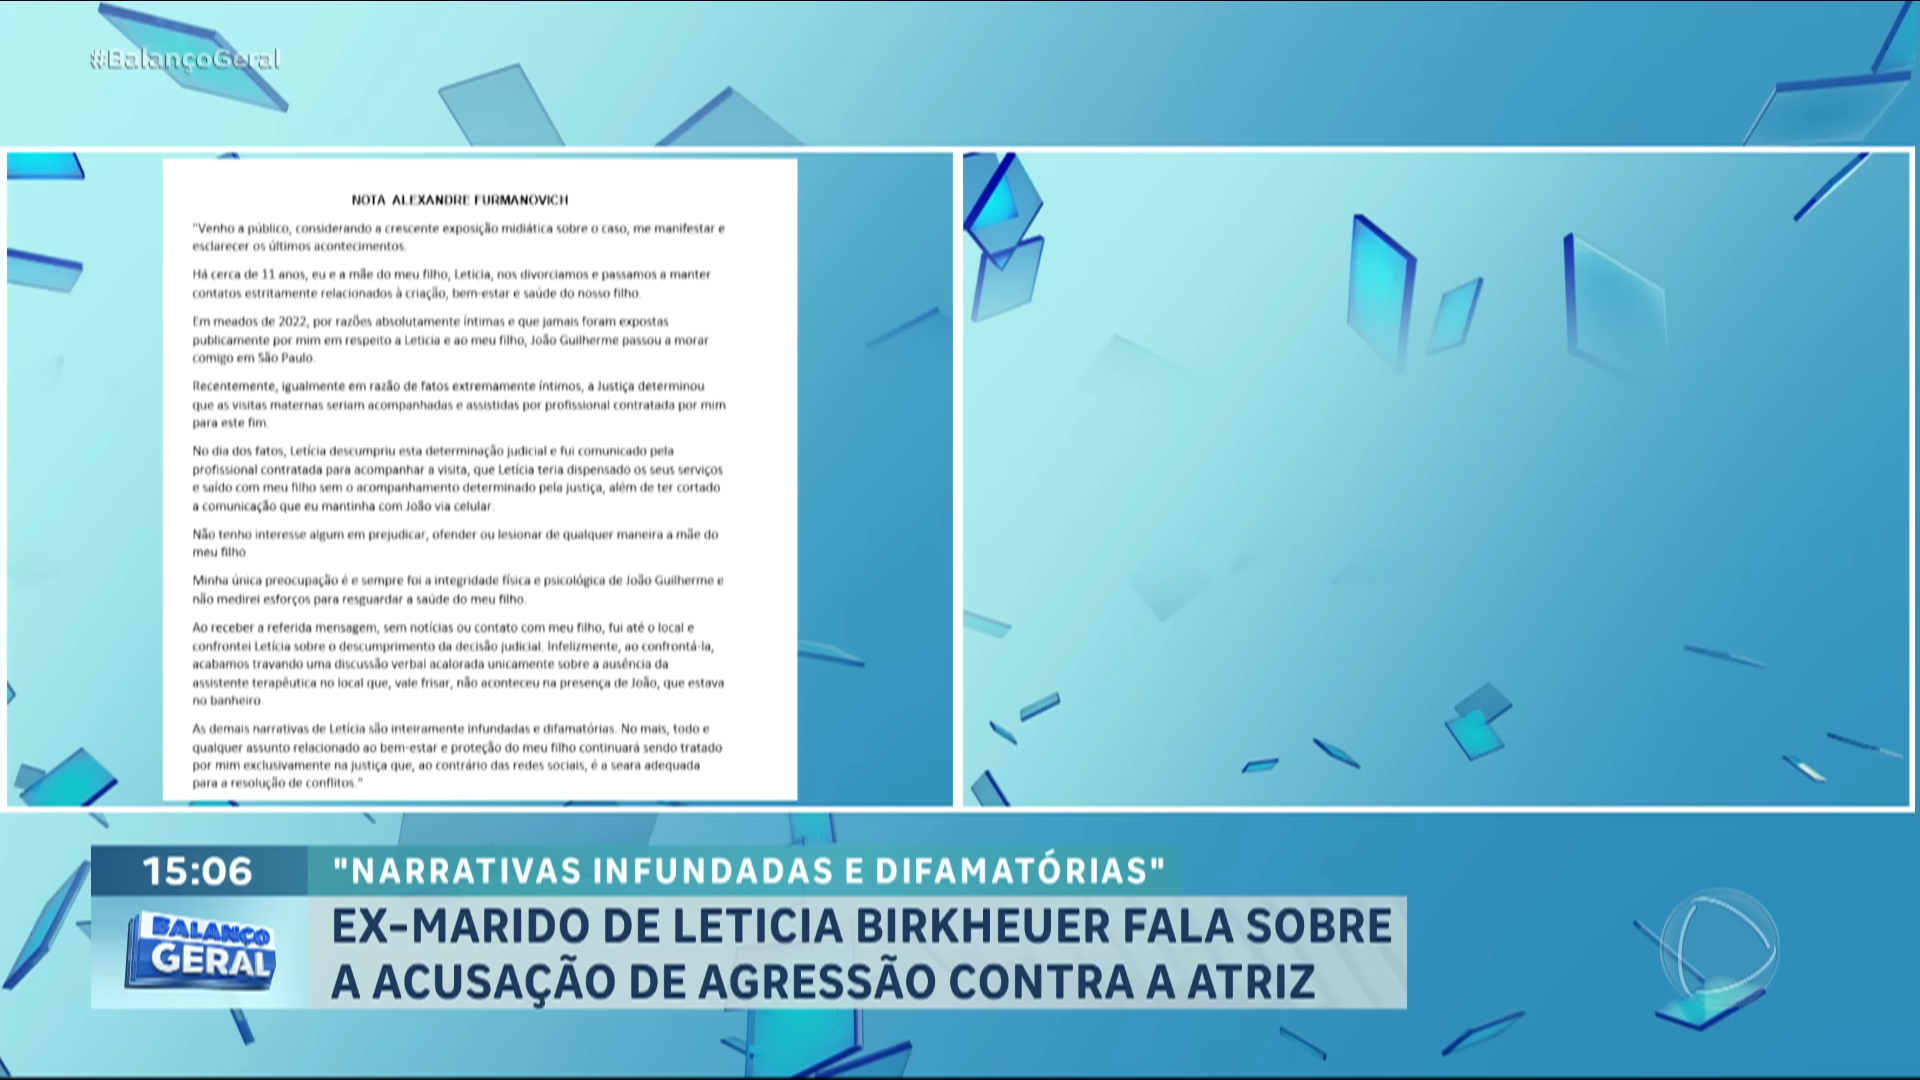 #BalançoGeral
NOTA ALEXANDRE FURMANOVICH
"Venho a público, considerando a crescente exposição midiática sobre o caso, me manifestar e
esclarecer os últimos acontecimentos.
Há cerca de 11 anos, eu e a mãe do meu filho, Leticia, nos divorciamos e passamos a manter
contatos estritamente relacionados à criação, bem-estar e saúde do nosso filho.
Em meados de 2022, por razões absolutamente íntimas e que jamais foram expostas
publicamente por mim em respeito a Leticia e ao meu filho, João Guilherme passou a morar
comigo em São Paulo.
Recentemente, igualmente em razão de fatos extremamente íntimos, a Justiça determinou
que as visitas maternas seriam acompanhadas e assistidas por profissional contratada por mim
para este fim.
No dia dos fatos, Letícia descumpriu esta determinação judicial e fui comunicado pela
profissional contratada para acompanhar a visita, que Letícia teria dispensado os seus serviços
e saído com meu filho sem o acompanhamento determinado pela justiça, além de ter cortado
a comunicação que eu mantinha com João via celular.
Não tenho interesse algum em prejudicar, ofender ou lesionar de qualquer maneira a mãe do
meu filho
Minha única preocupação é e sempre foi a integridade física e psicológica de João Guilherme e
não medirei esforços para resguardar a saúde do meu filho.
Ao receber a referida mensagem, sem notícias ou contato com meu filho, fui até o local e
confrontei Letícia sobre o descumprimento da decisão judicial. Infelizmente, ao confrontá-la,
acabamos travando uma discussão verbal acalorada unicamente sobre a ausência da
assistente terapêutica no local que, vale frisar, não aconteceu na presença de João, que estava
no banheiro.
As demais narrativas de Letícia são inteiramente infundadas e difamatórias. No mais, todo e
qualquer assunto relacionado ao bem-estar e proteção do meu filho continuará sendo tratado
por mim exclusivamente na justiça que, ao contrário das redes sociais, é a seara adequada
para a resolução de conflitos."
15:06
"NARRATIVAS INFUNDADAS E DIFAMATÓRIAS"
BALANÇO
GERAL
EX-MARIDO DE LETICIA BIRKHEUER FALA SOBRE
A ACUSAÇÃO DE AGRESSÃO CONTRA A ATRIZ